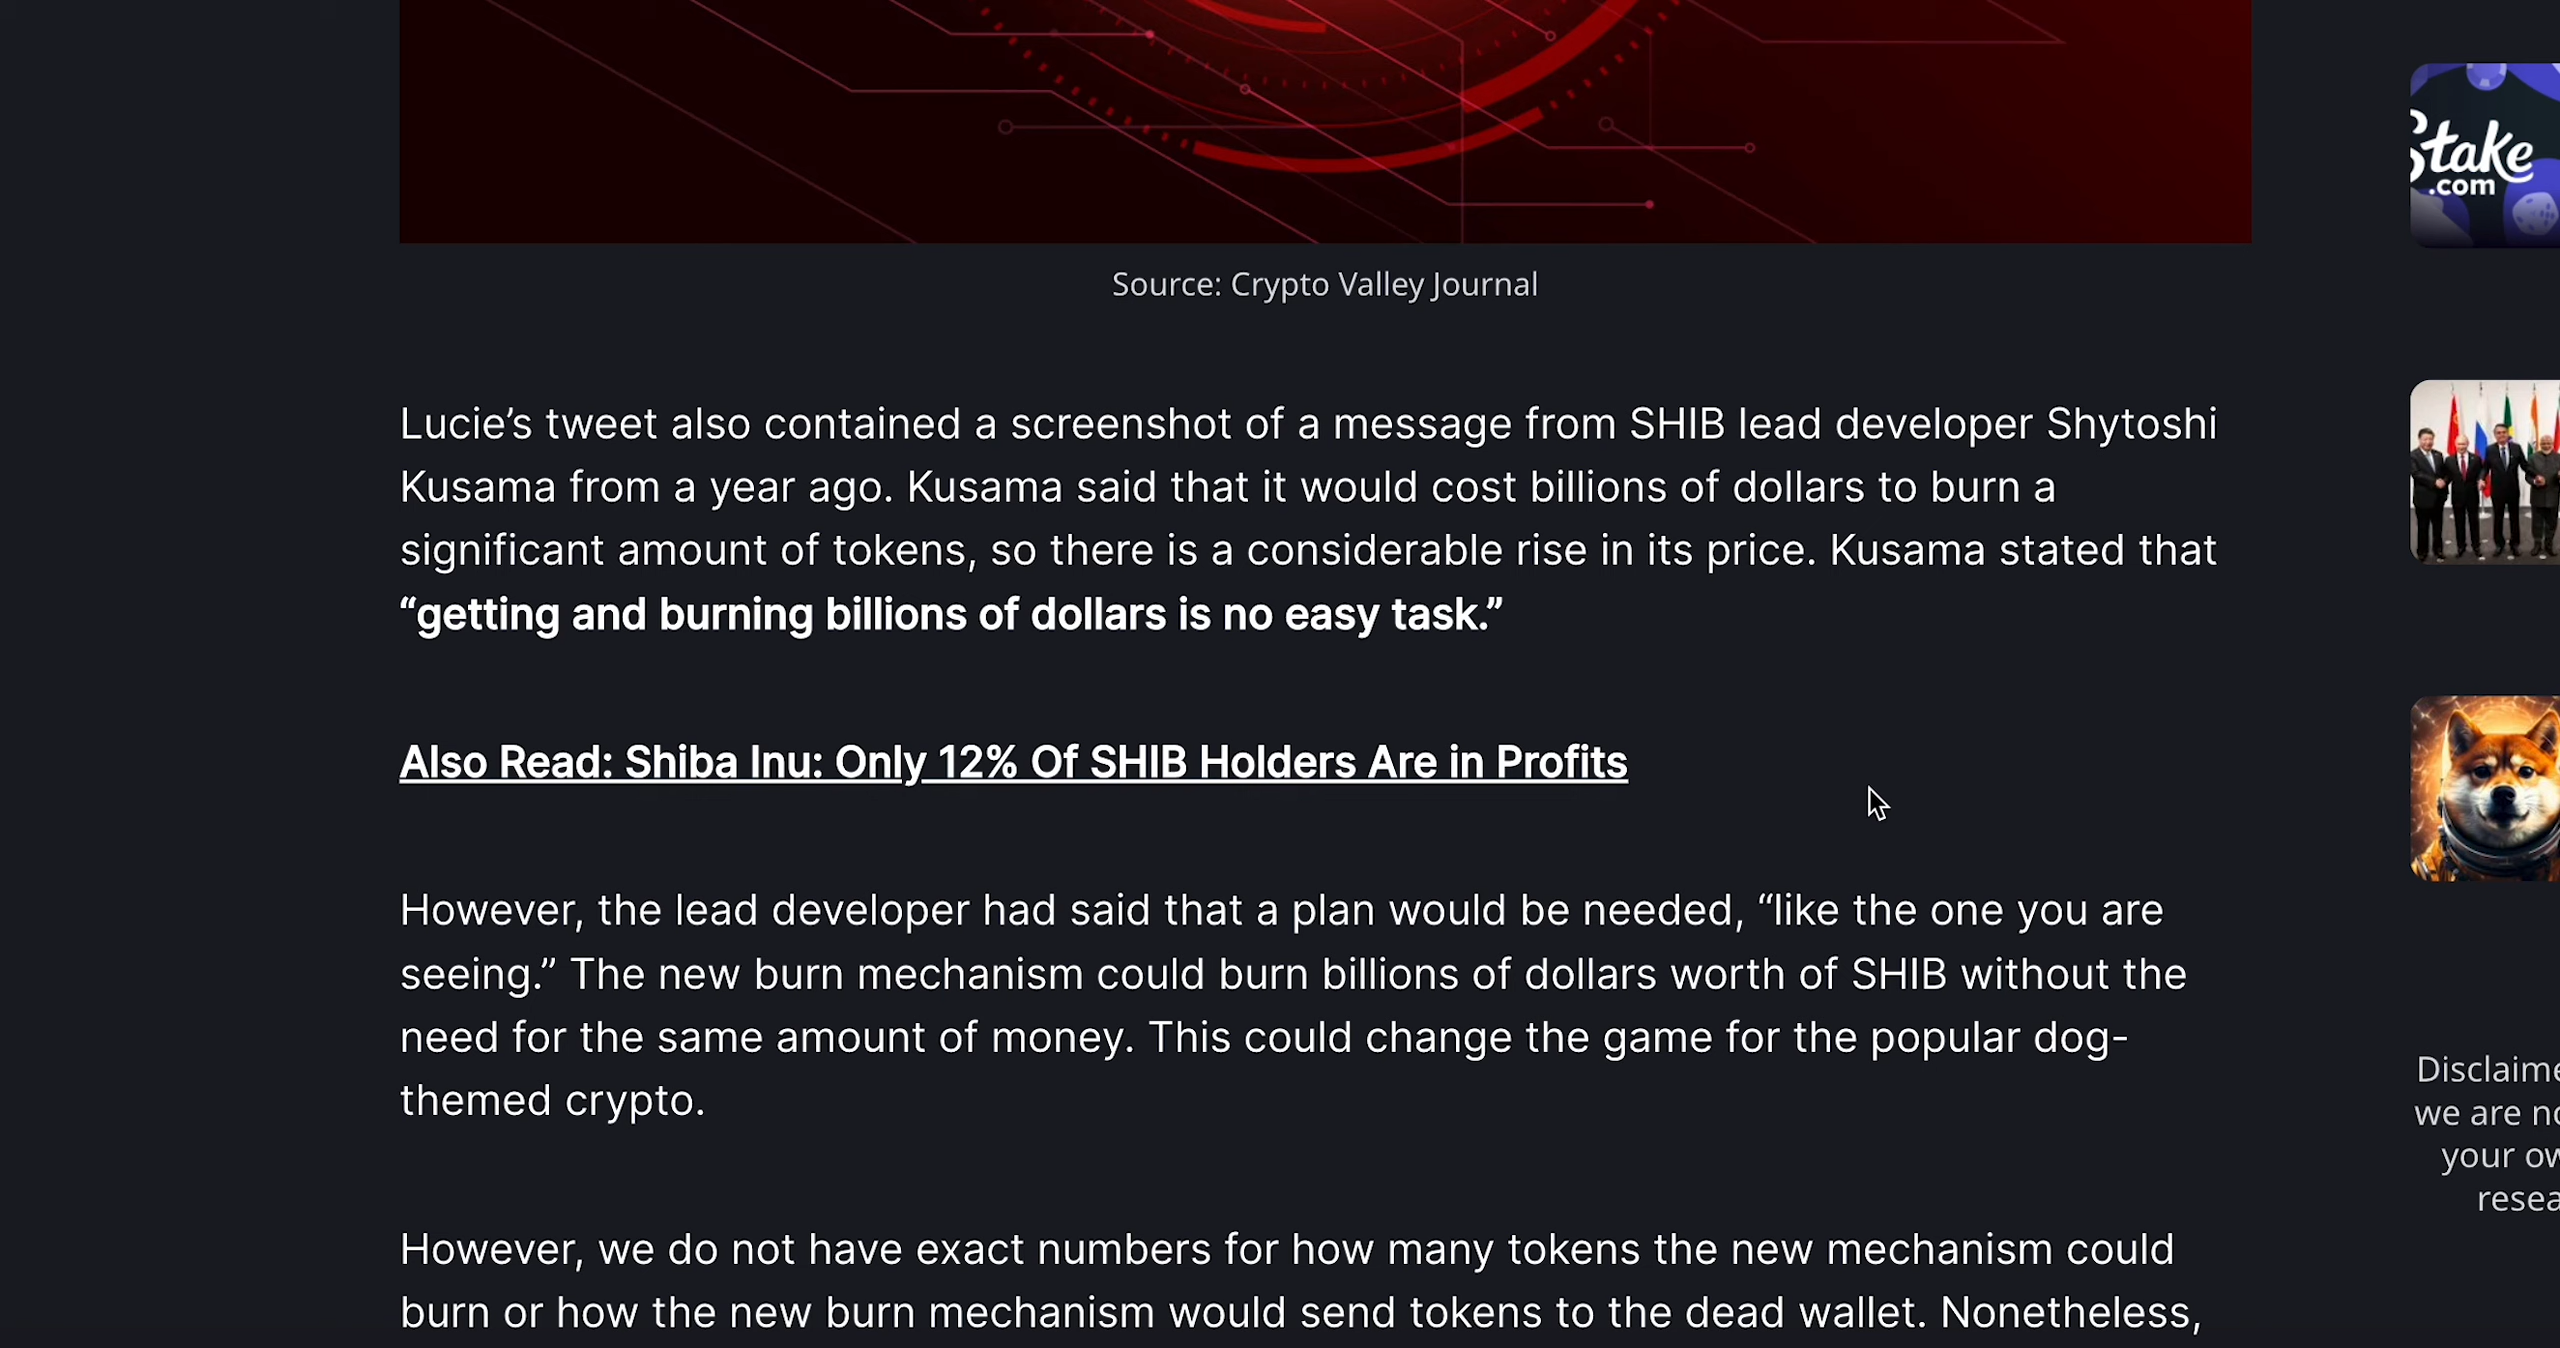 Stake
.com
Source: Crypto Valley Journal
Lucie’s tweet also contained a screenshot of a message from SHIB lead developer Shytoshi
Kusama from a year ago. Kusama said that it would cost billions of dollars to burn a
significant amount of tokens, so there is a considerable rise in its price. Kusama stated that
“getting and burning billions of dollars is no easy task.”
Also Read: Shiba Inu: Only 12% Of SHIB Holders Are in Profits
However, the lead developer had said that a plan would be needed, “like the one you are
seeing.” The new burn mechanism could burn billions of dollars worth of SHIB without the
need for the same amount of money. This could change the game for the popular dog-
themed crypto.
However, we do not have exact numbers for how many tokens the new mechanism could
burn or how the new burn mechanism would send tokens to the dead wallet. Nonetheless,
we are
your